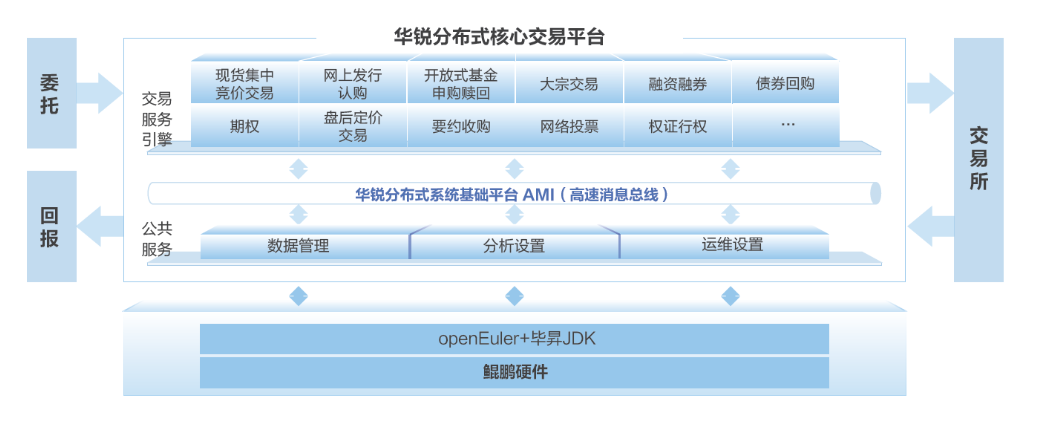 华锐分布式核心交易平台
委
托
回
报
交易
服务
引擎
现货集中
竞价交易
网上发行
认购
开放式基金
申购赎回
大宗交易
融资融券
债券回购
期权
盘后定价
交易
要约收购
网络投票
权证行权
...
华锐分布式系统基础平台 AMI（高速消息总线）
公共
服务
数据管理
分析设置
运维设置
交
易
所
openEuler+毕昇JDK
鲲鹏硬件